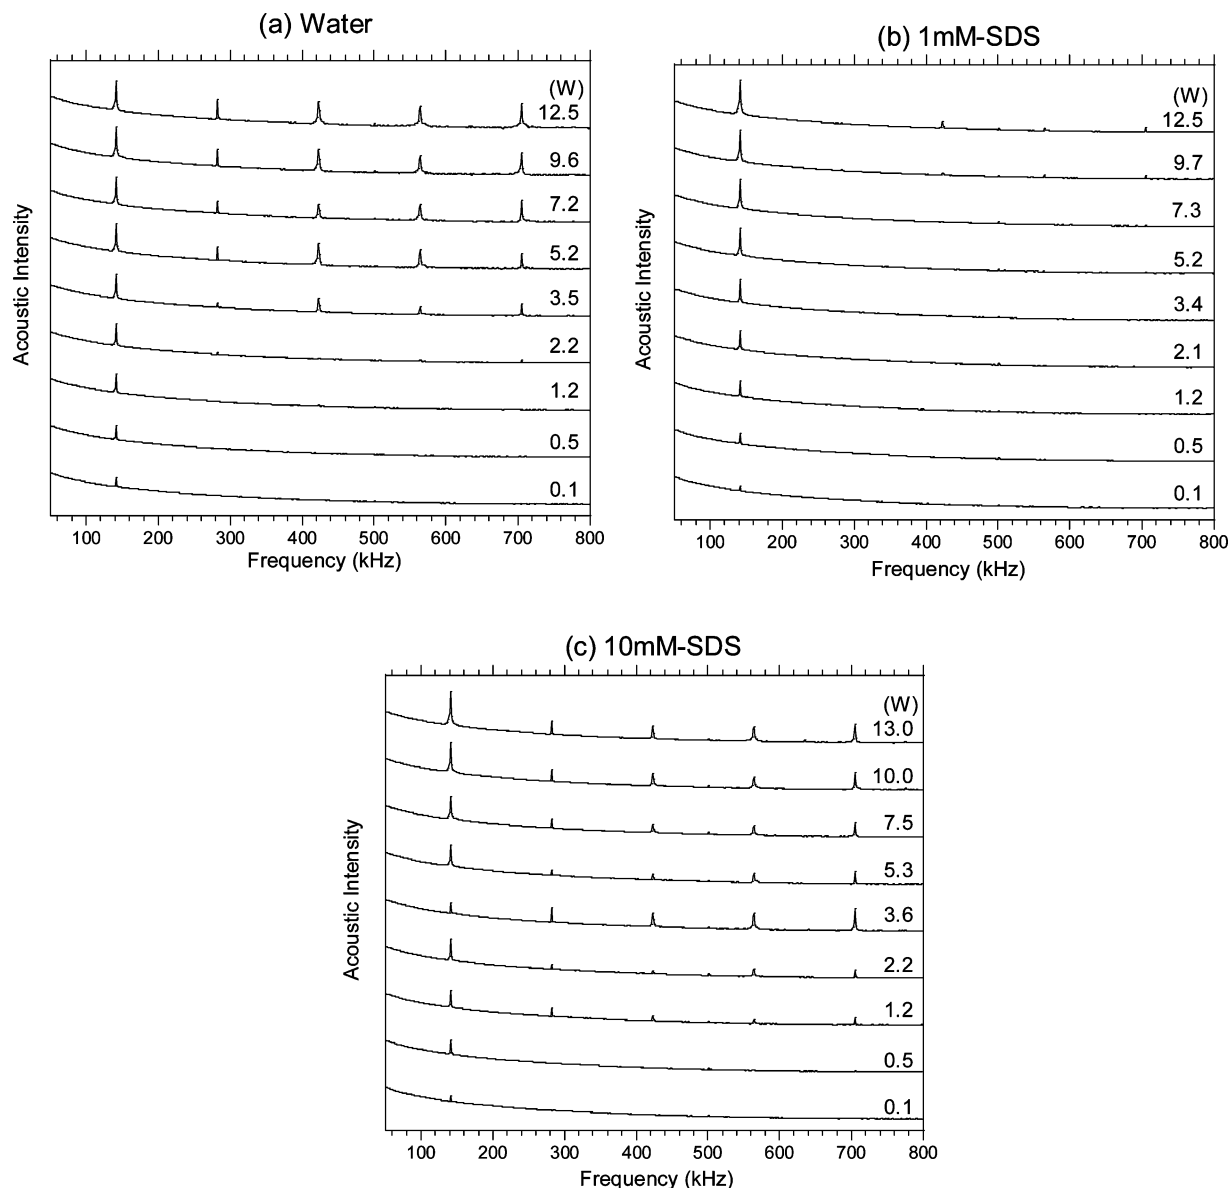 (a) Water
(W)
12.5
9.6
7.2
5.2
3.5
2.2
1.2
0.5
0.1
Acoustic Intensity
100 200 300 400 500 600 700 800
Frequency (kHz)
(b) 1mM-SDS
(W)
12.5
9.7
7.3
5.2
3.4
2.1
1.2
0.5
0.1
Acoustic Intensity
100 200 300 400 500 600 700 800
Frequency (kHz)
(c) 10mM-SDS
(W)
13.0
10.0
7.5
5.3
3.6
2.2
1.2
0.5
0.1
Acoustic Intensity
100 200 300 400 500 600 700 800
Frequency (kHz)